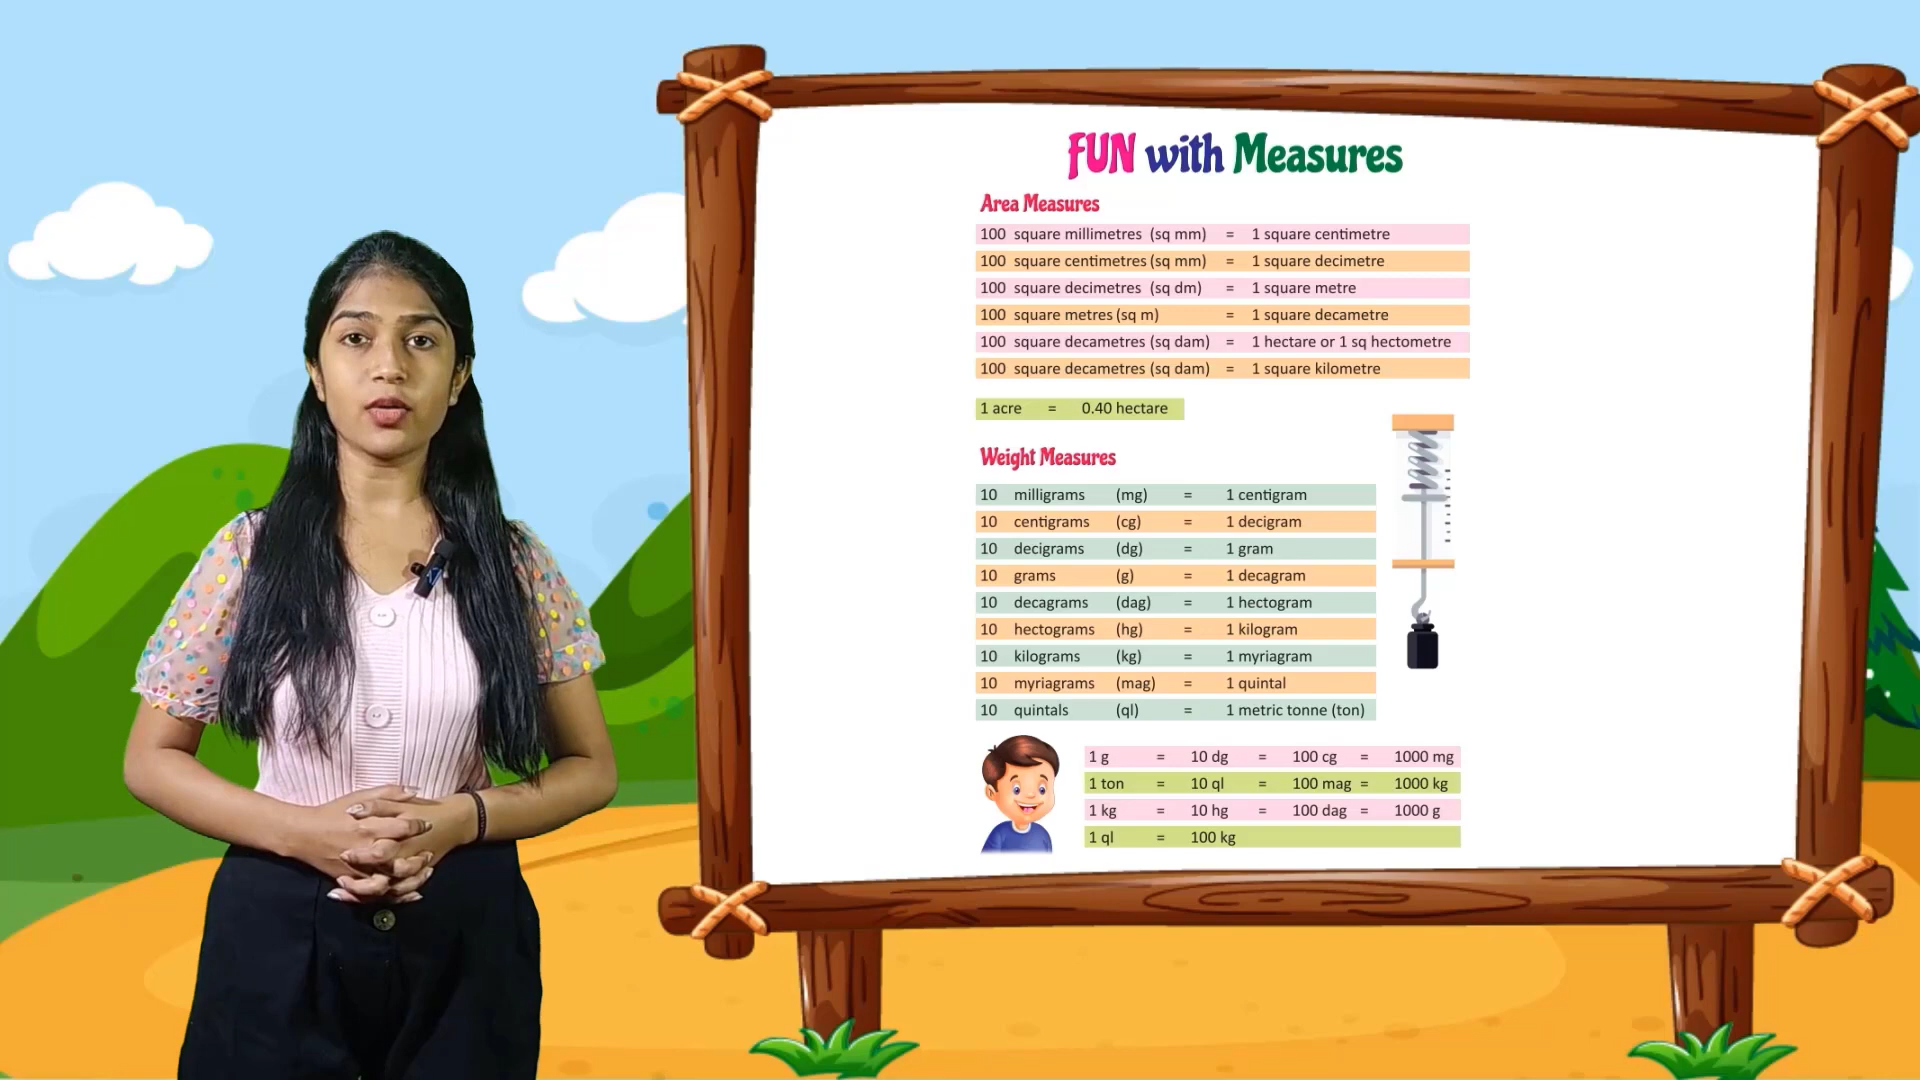 FUN with Measures
Area Measures
100 square millimetres (sq mm) = 1 square centimetre
100 square centimetres (sq mm) = 1 square decimetre
100 square decimetres (sq dm) = 1 square metre
100 square metres (sq m) = 1 square decametre
100 square decametres (sq dam) = 1 hectare or 1 sq hectometre
100 square decametres (sq dam) = 1 square kilometre
1 acre = 0.40 hectare
Weight Measures
10 milligrams (mg) = 1 centigram
10 centigrams (cg) = 1 decigram
10 decigrams (dg) = 1 gram
10 grams (g) = 1 decagram
10 decagrams (dag) = 1 hectogram
10 hectograms (hg) = 1 kilogram
10 kilograms (kg) = 1 myriagram
10 myriagrams (mag) = 1 quintal
10 quintals (ql) = 1 metric tonne (ton)
1 g = 10 dg = 100 cg = 1000 mg
1 ton = 10 ql = 100 mag = 1000 kg
1 kg = 10 hg = 100 dag = 1000 g
1 ql = 100 kg